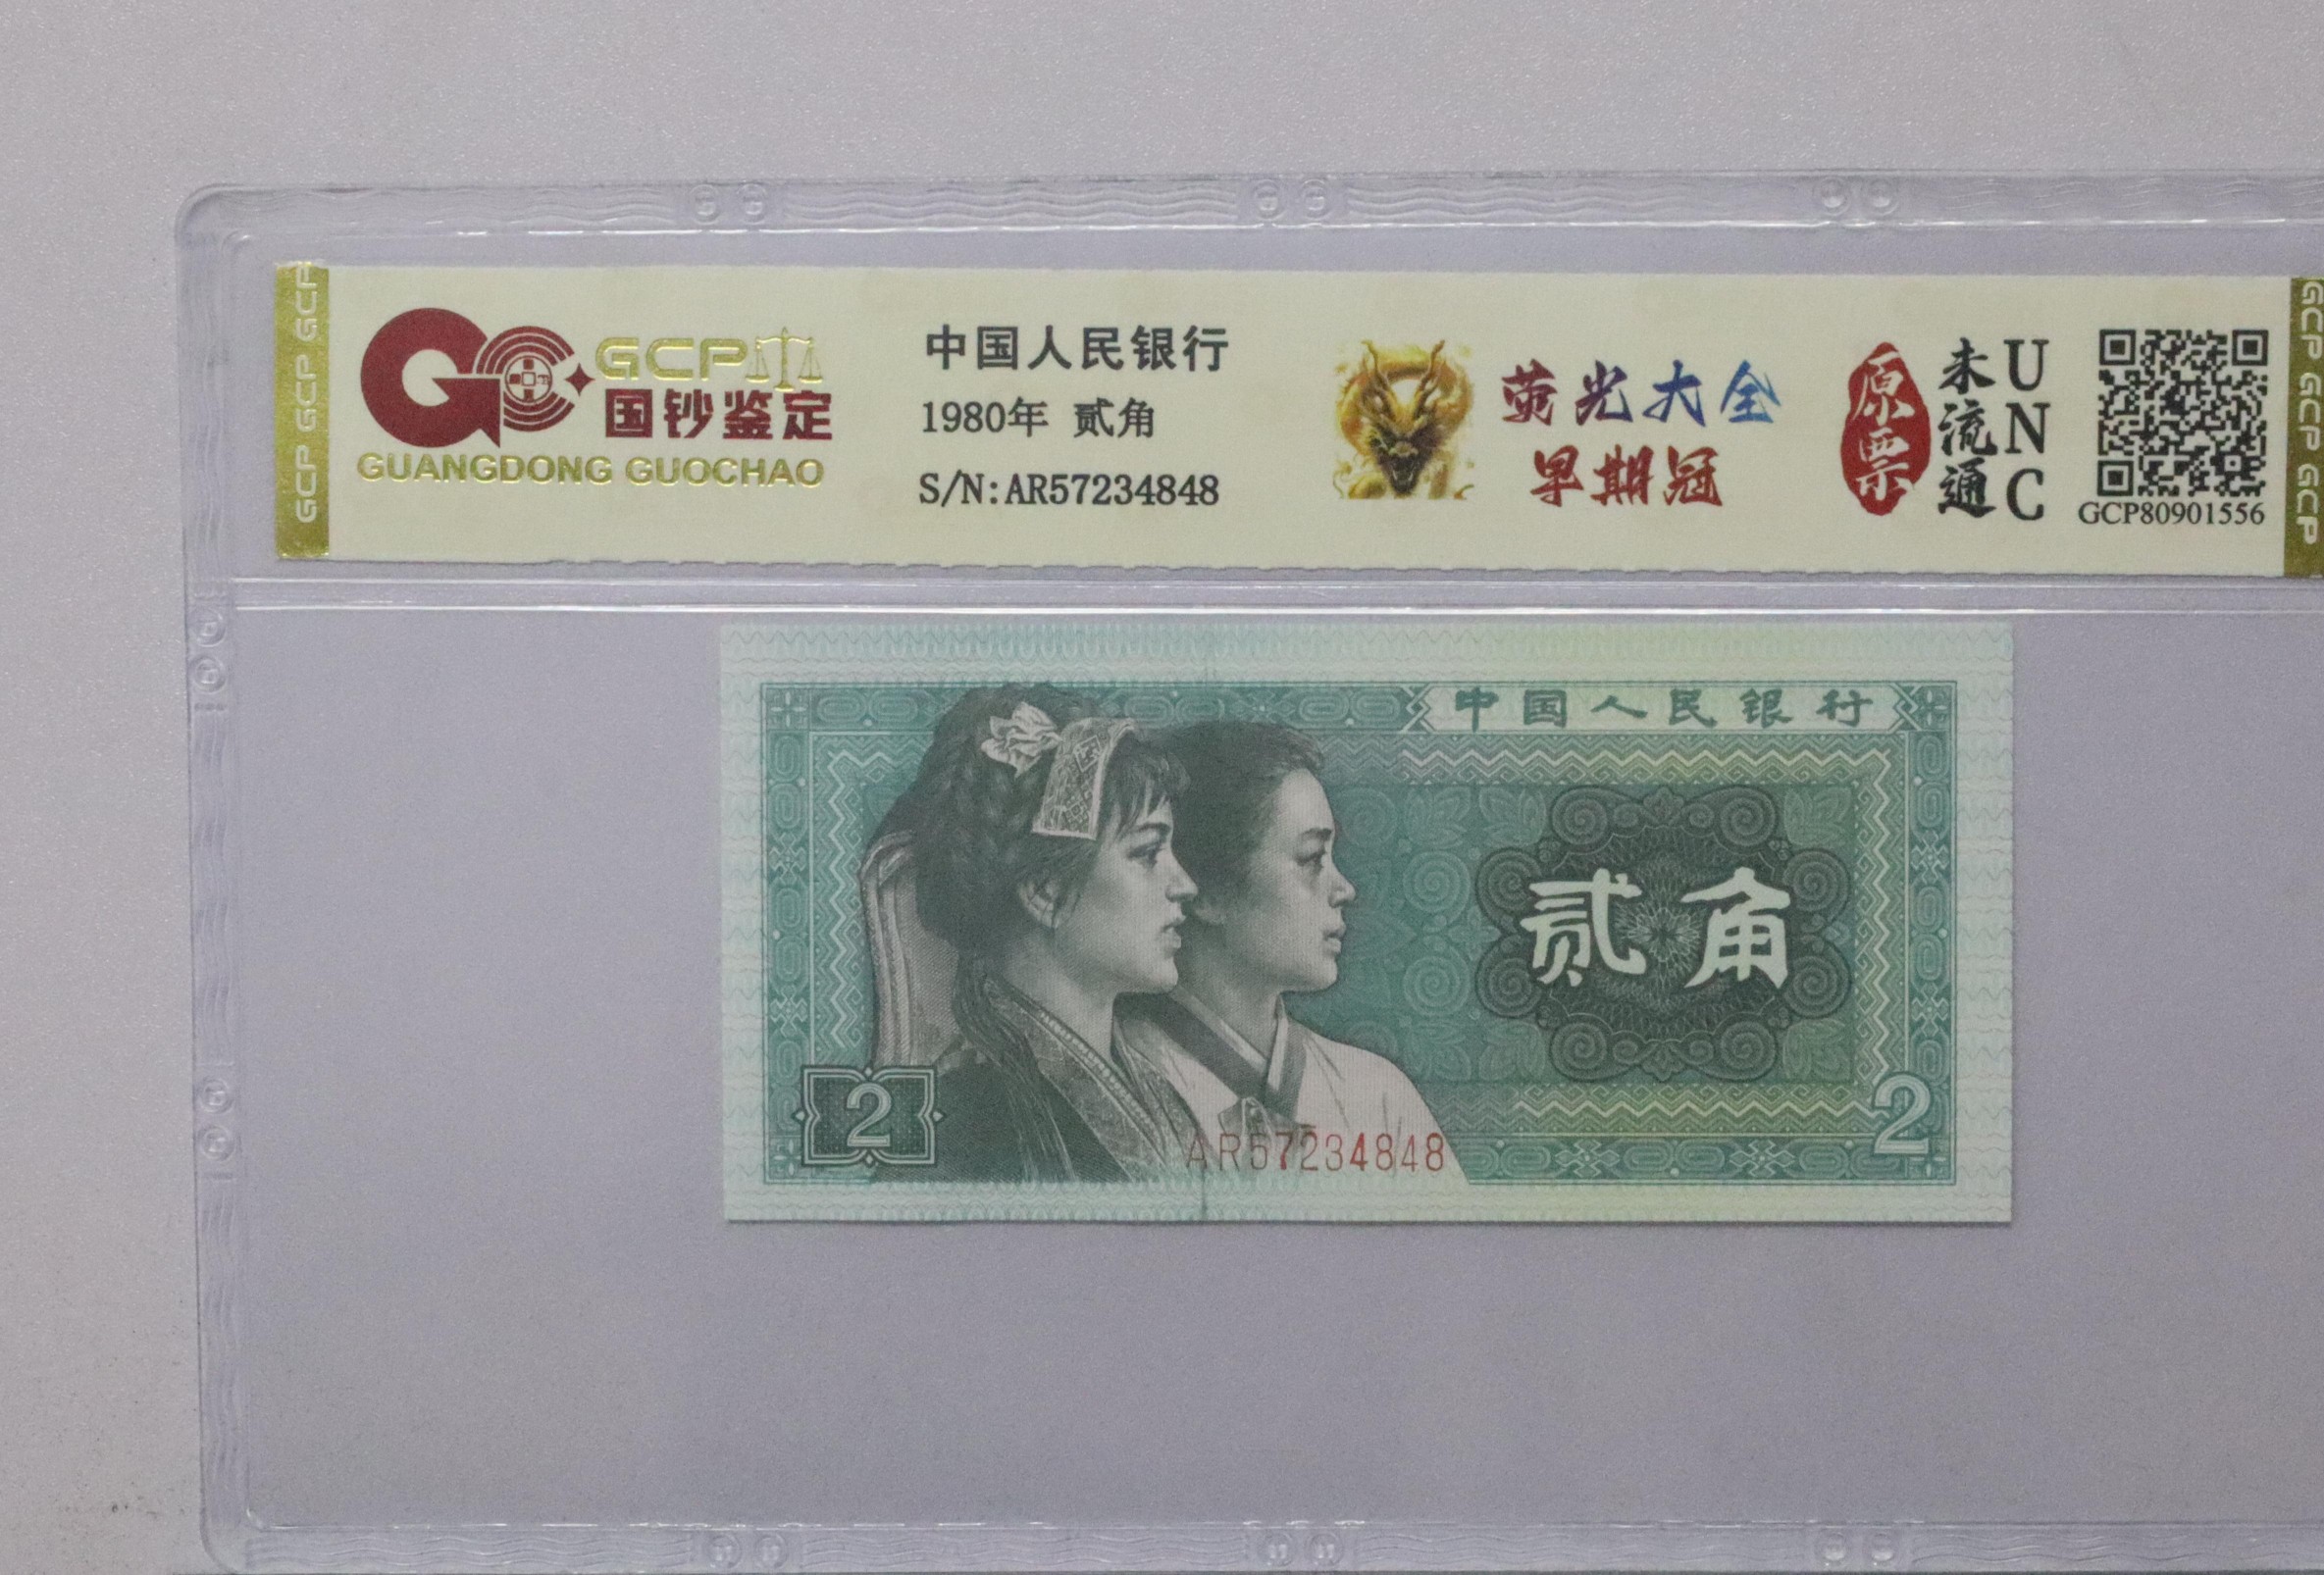 GCP GCP GCP
GCP
国钞鉴定
GUANGDONG GUOCHAO
中国人民银行
1980年 贰角
S/N:AR57234848
荧光大全
早期冠
原票
未流通
UNC
GCP80901556
GCP GCP GCP
中国人民银行
贰角
2
2
AR57234848